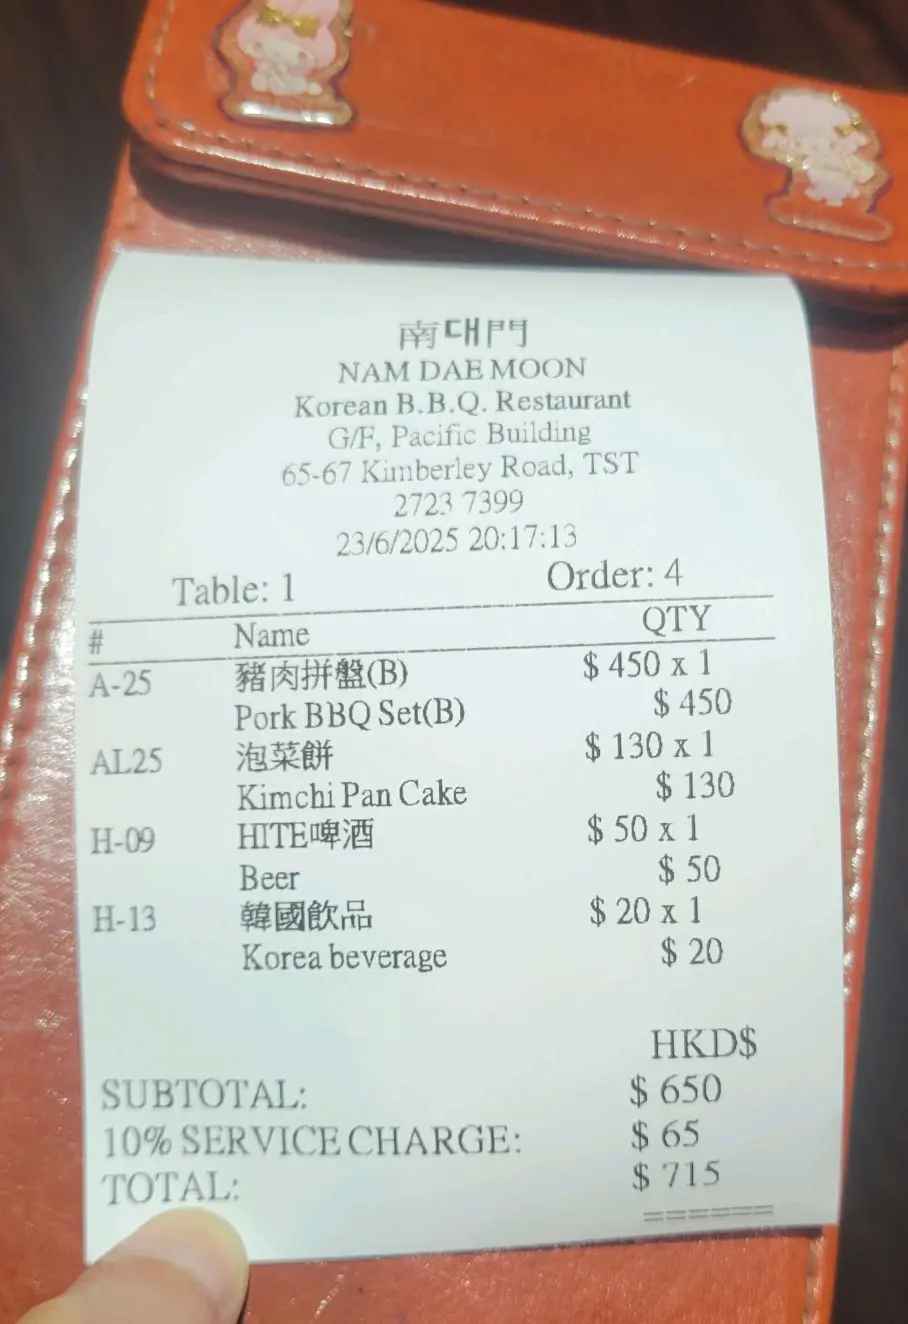 南대門
NAM DAE MOON
Korean B.B.Q. Restaurant
G/F, Pacific Building
65-67 Kimberley Road, TST
2723 7399
23/6/2025 20:17:13
Table: 1 Order: 4
# Name QTY
A-25 豬肉拼盤(B) $ 450 x 1
Pork BBQ Set(B) $ 450
AL25 泡菜餅 $ 130 x 1
Kimchi Pan Cake $ 130
H-09 HITE啤酒 $ 50 x 1
Beer $ 50
H-13 韓國飲品 $ 20 x 1
Korea beverage $ 20
HKD$
SUBTOTAL: $ 650
10% SERVICE CHARGE: $ 65
TOTAL: $ 715
======